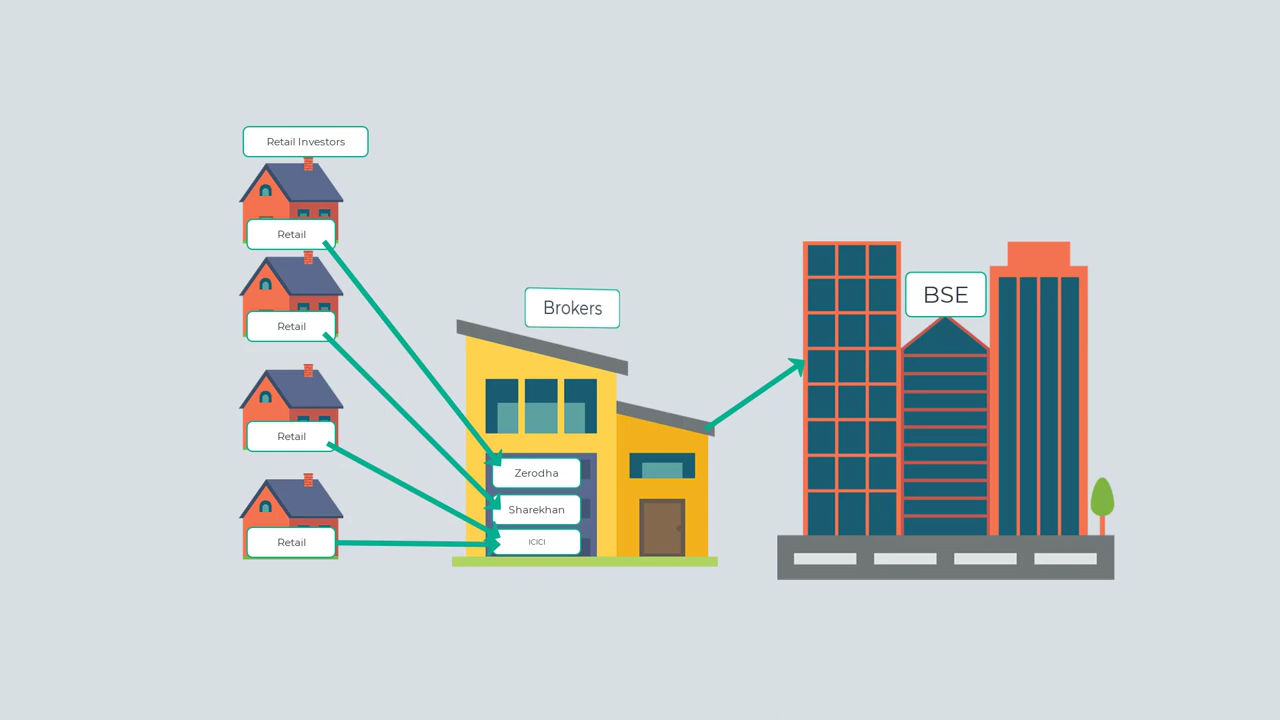 Retail Investors
Retail
Retail
Retail
Retail
Brokers
Zerodha
Sharekhan
ICICI
BSE